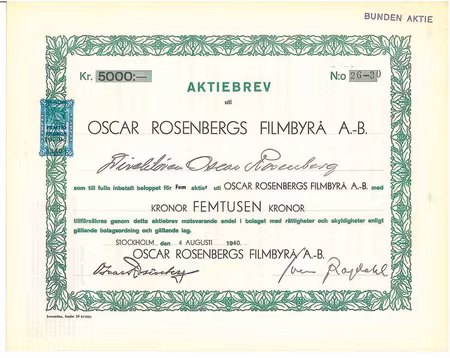 BUNDEN AKTIE
Kr. 5000:—
N:o 26-30
AKTIEBREV
uti
OSCAR ROSENBERGS FILMBYRÅ A.-B.
Direktören Oscar Rosenberg
som till fullo inbetalt beloppet för Fem aktier uti OSCAR ROSENBERGS FILMBYRÅ A.-B. med
KRONOR FEMTUSEN KRONOR
tillförsäkras genom detta aktiebrev motsvarande andel i bolaget med rättigheter och skyldigheter enligt
gällande bolagsordning och gällande lag.
STOCKHOLM, den 4 AUGUSTI 1940.
OSCAR ROSENBERGS FILMBYRÅ A.-B.
Oscar Rosenberg